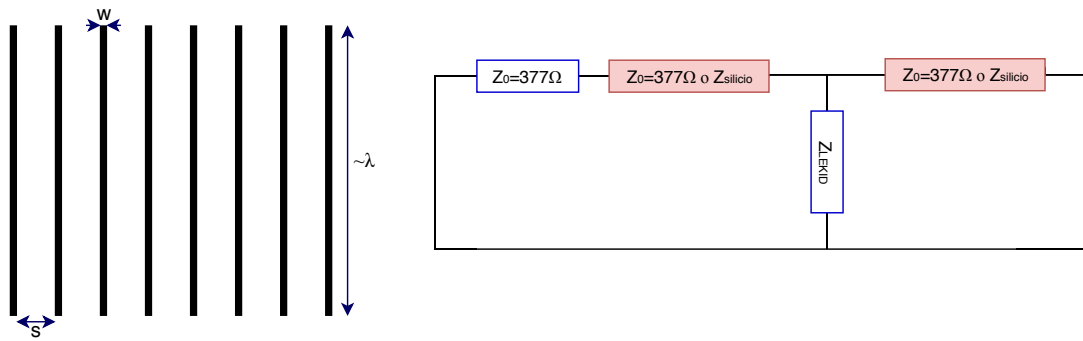 w
s
~λ
Z0=377Ω
Z0=377Ω o Zsilicio
Z0=377Ω o Zsilicio
ZLEKID